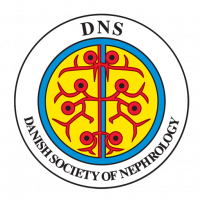 DNS
DANISH SOCIETY OF NEPHROLOGY